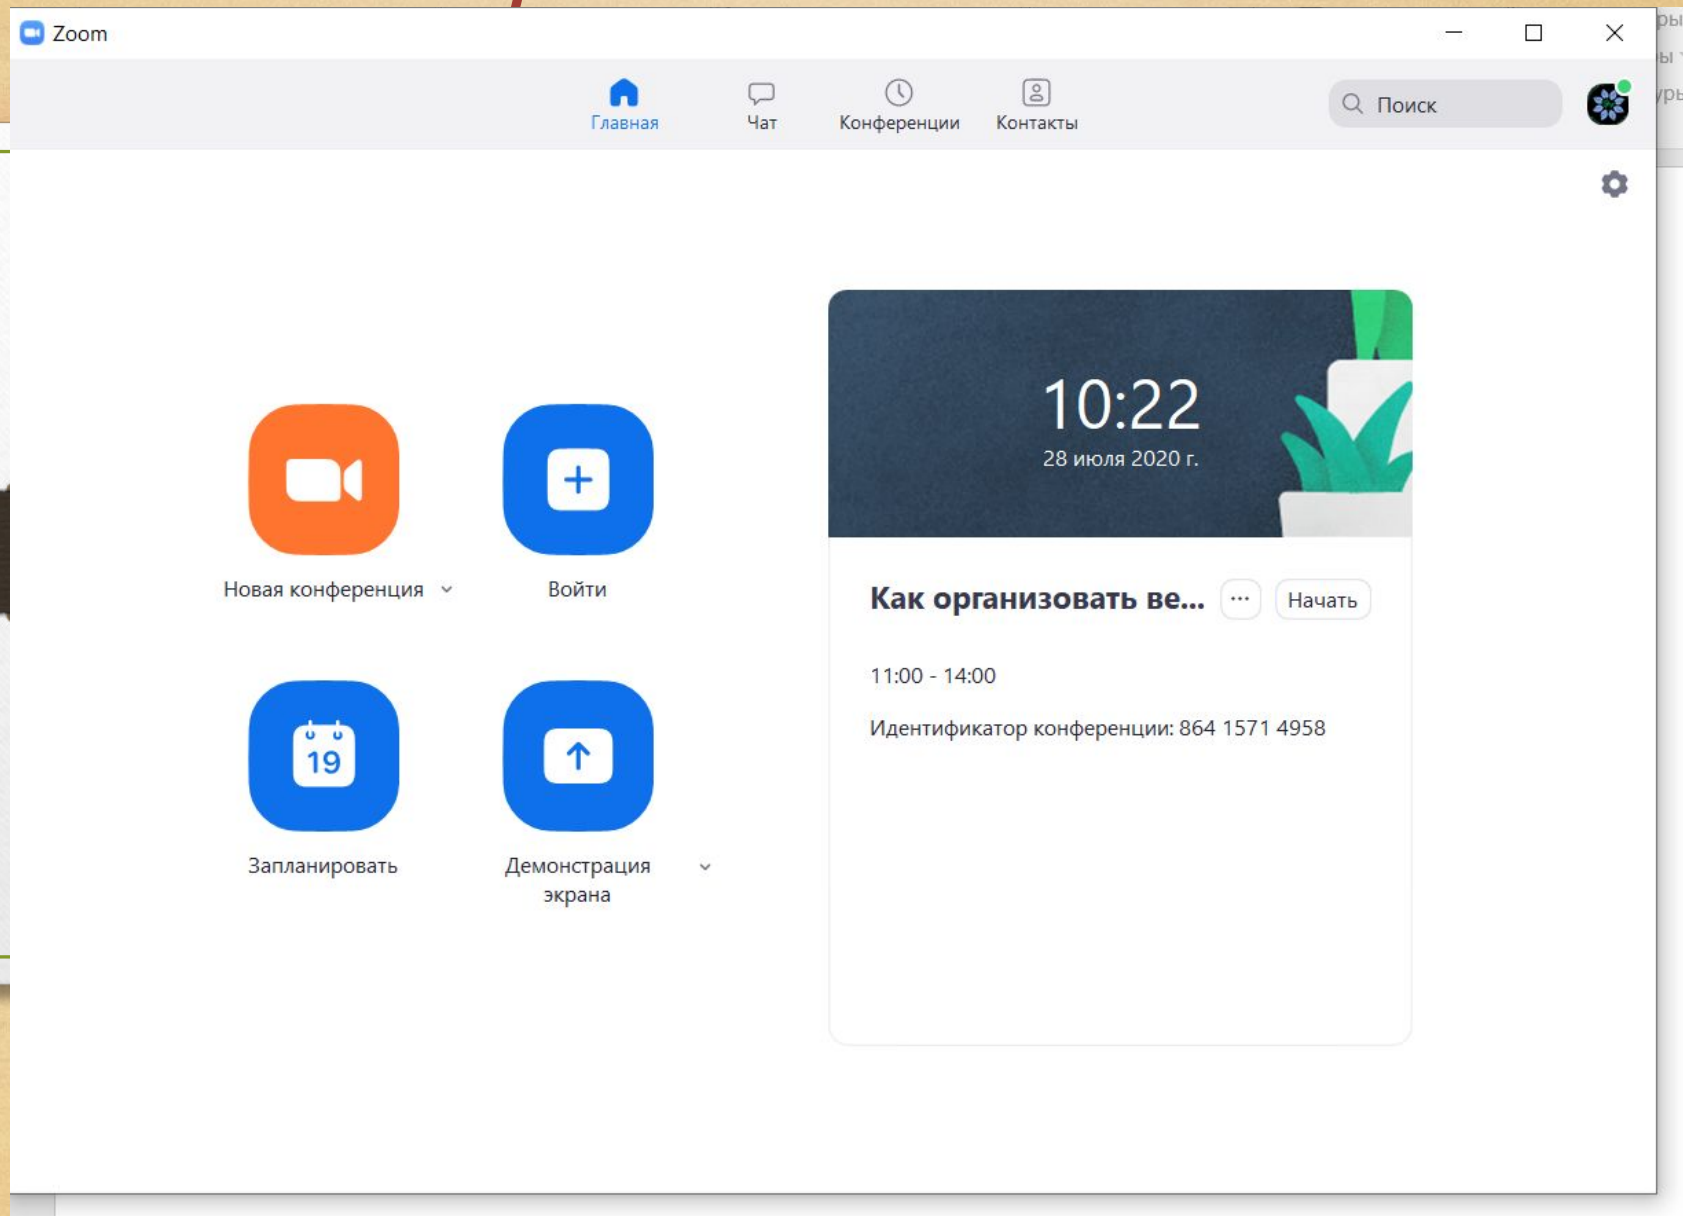 Zoom
Главная
Чат
Конференции
Контакты
Поиск
10:22
28 июля 2020 г.
Новая конференция
Войти
Как организовать ве...
Начать
11:00 - 14:00
Идентификатор конференции: 864 1571 4958
19
Запланировать
Демонстрация
экрана